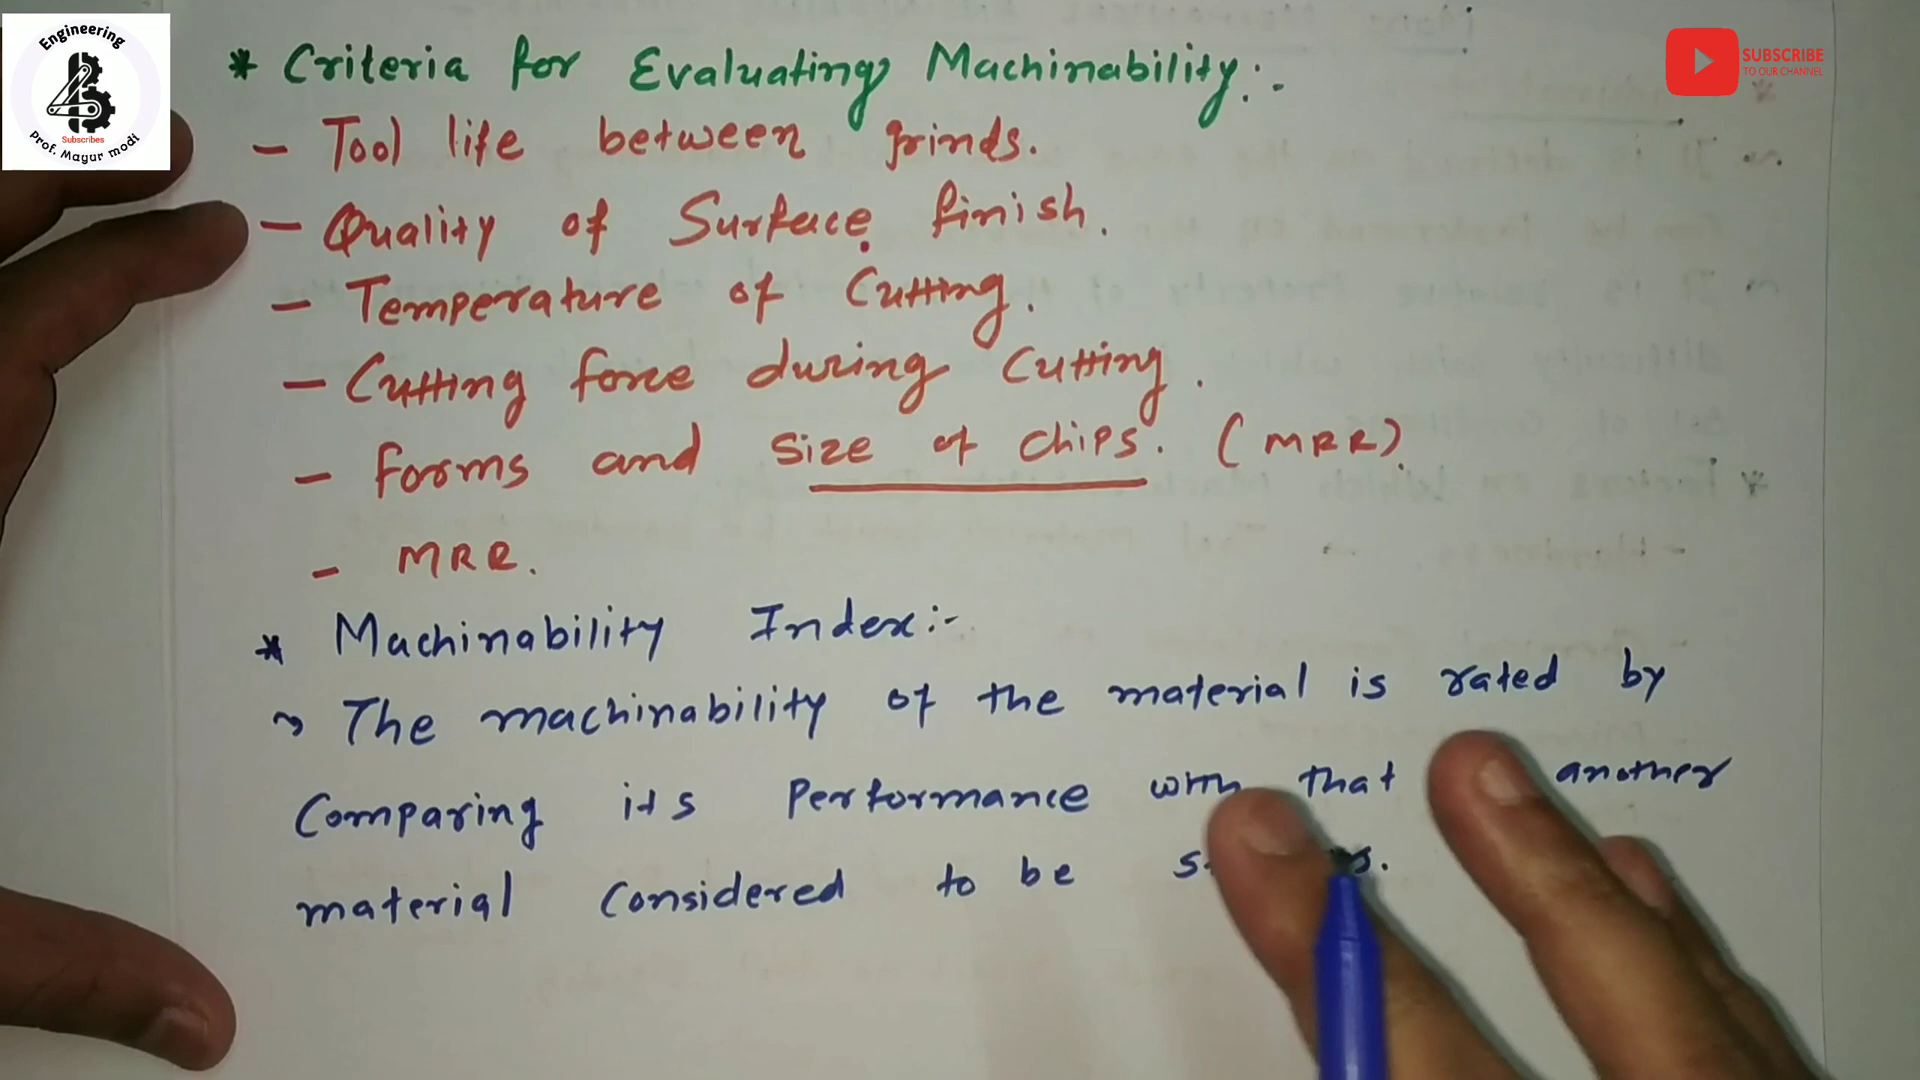 Engineering
Subscribes
Prof. Mayur modi
SUBSCRIBE
TO OUR CHANNEL
* Criteria for Evaluating Machinability:-
- Tool life between grinds.
- Quality of Surface finish.
- Temperature of Cutting.
- Cutting force during Cutting.
- Forms and size of chips. (MRR).
- MRR.
* Machinability Index:-
~> The machinability of the material is rated by
Comparing its Performance with that another
material Considered to be